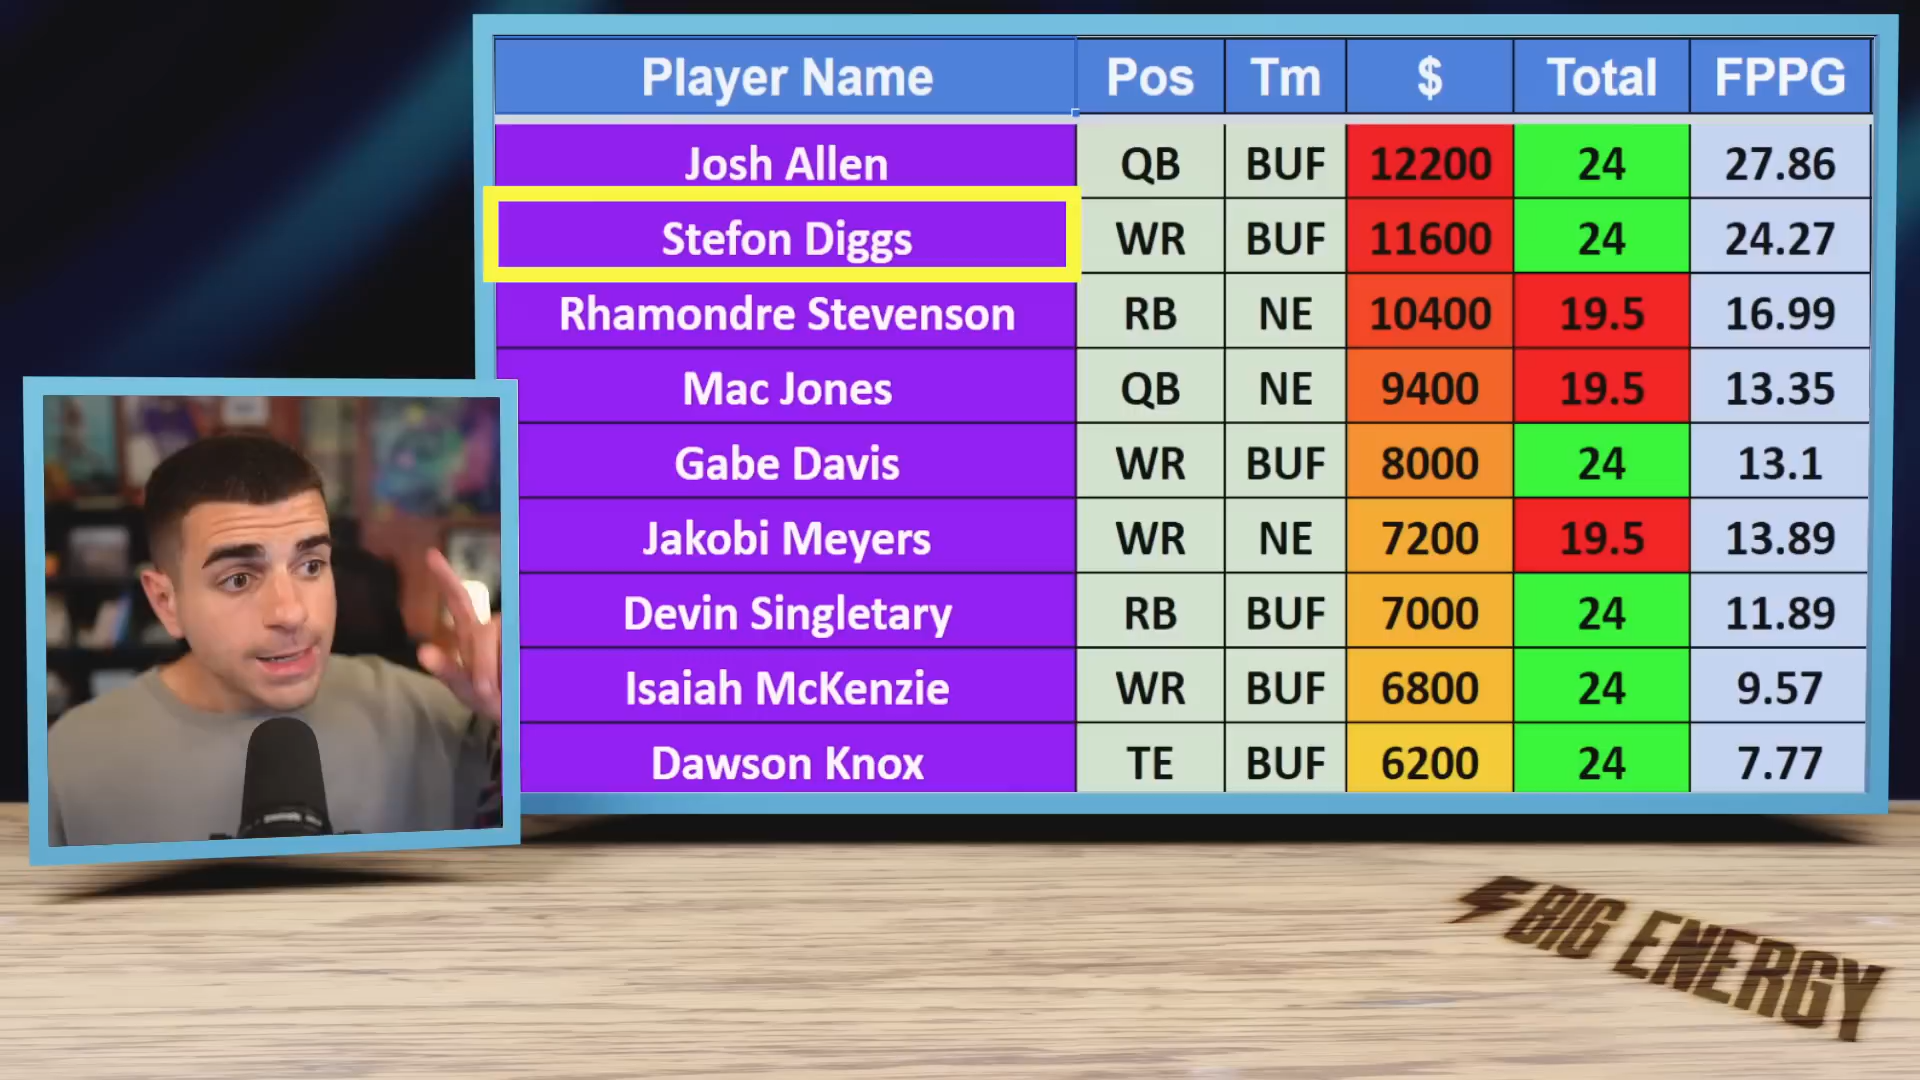 Player Name Pos Tm $ Total FPPG
Josh Allen QB BUF 12200 24 27.86
Stefon Diggs WR BUF 11600 24 24.27
Rhamondre Stevenson RB NE 10400 19.5 16.99
Mac Jones QB NE 9400 19.5 13.35
Gabe Davis WR BUF 8000 24 13.1
Jakobi Meyers WR NE 7200 19.5 13.89
Devin Singletary RB BUF 7000 24 11.89
Isaiah McKenzie WR BUF 6800 24 9.57
Dawson Knox TE BUF 6200 24 7.77
BIG ENERGY